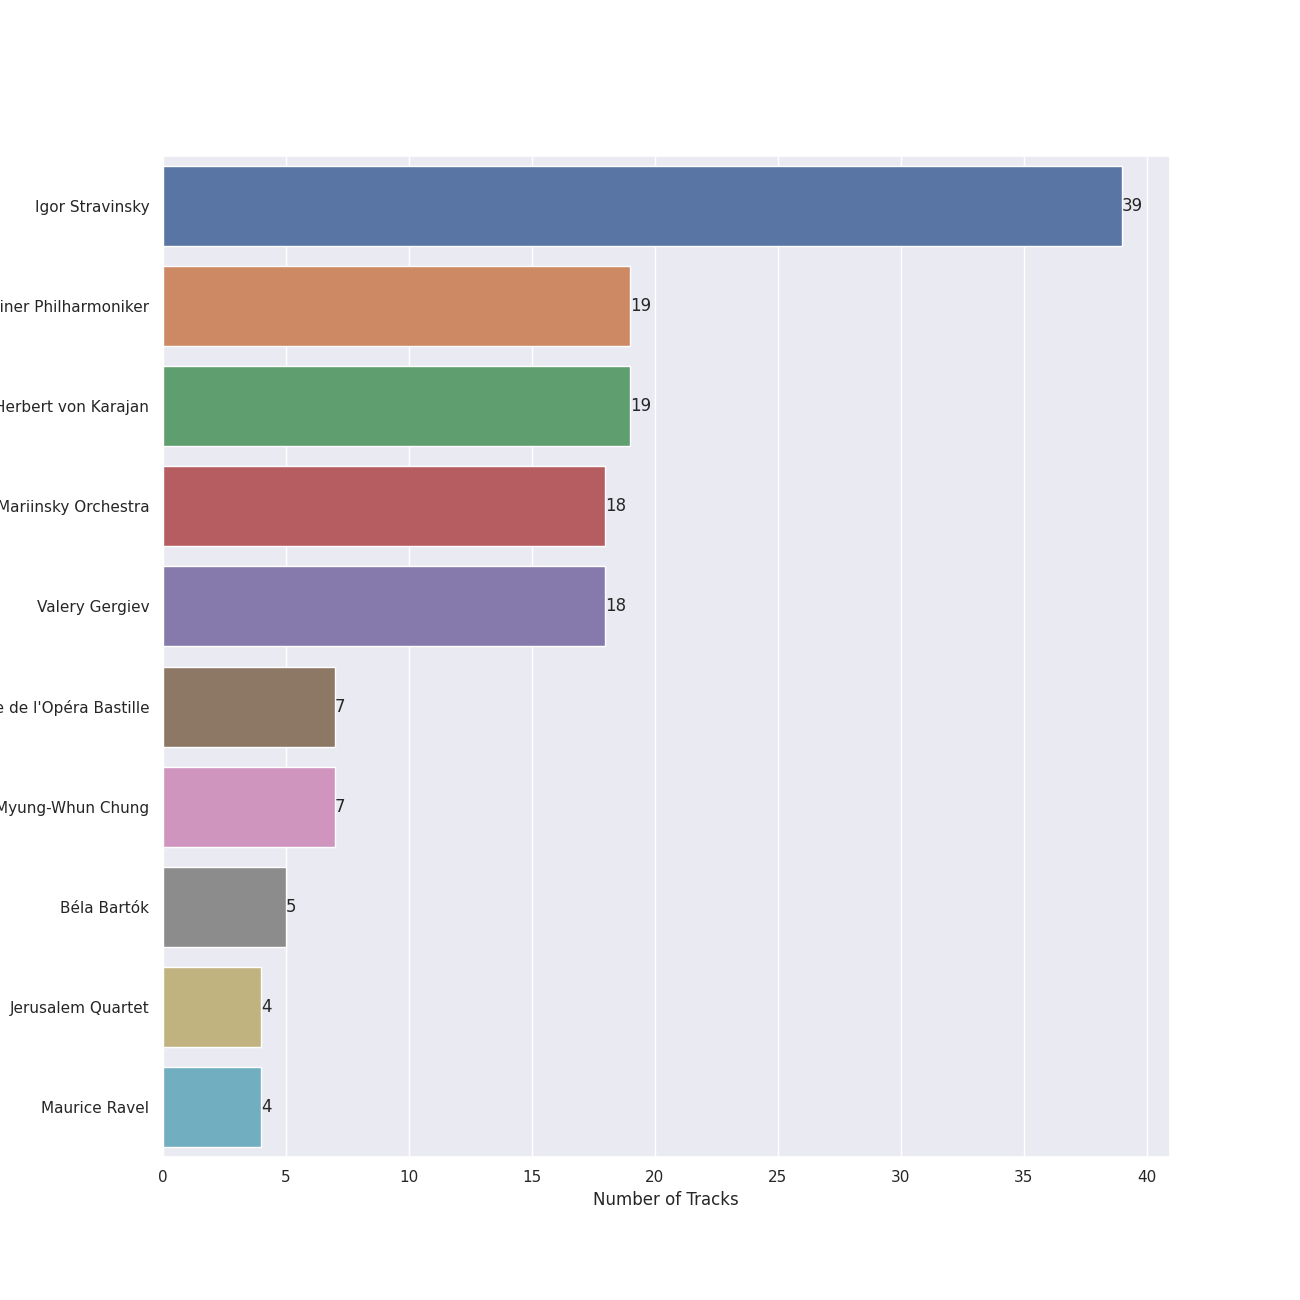 Igor Stravinsky 39
iner Philharmoniker 19
Herbert von Karajan 19
Mariinsky Orchestra 18
Valery Gergiev 18
e de l'Opéra Bastille 7
Myung-Whun Chung 7
Béla Bartók 5
Jerusalem Quartet 4
Maurice Ravel 4
0 5 10 15 20 25 30 35 40
Number of Tracks